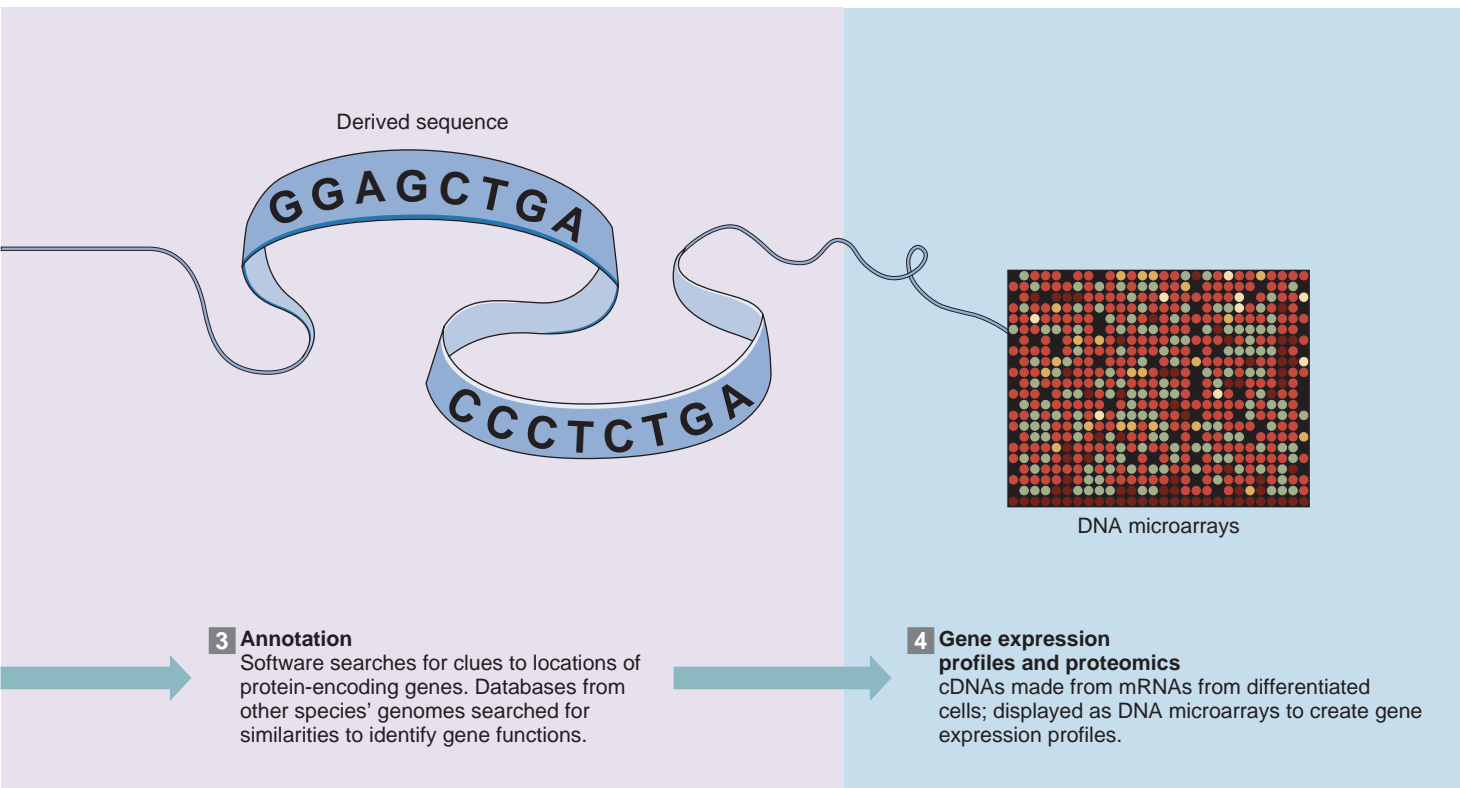 Derived sequence
GGAGCTGA
CCCTCTGA
DNA microarrays
3 Annotation
Software searches for clues to locations of
protein-encoding genes. Databases from
other species’ genomes searched for
similarities to identify gene functions.
4 Gene expression
profiles and proteomics
cDNAs made from mRNAs from differentiated
cells; displayed as DNA microarrays to create gene
expression profiles.